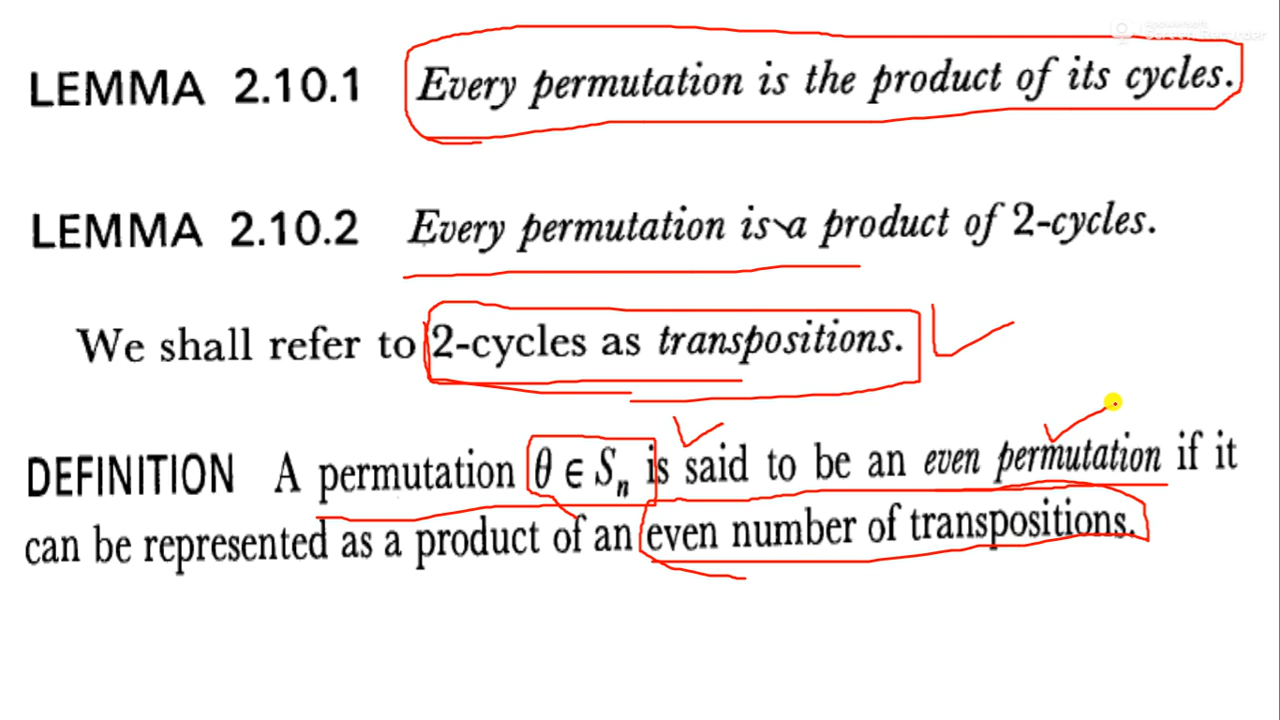 Screen Recorder
LEMMA 2.10.1 Every permutation is the product of its cycles.
LEMMA 2.10.2 Every permutation is a product of 2-cycles.
We shall refer to 2-cycles as transpositions.
DEFINITION A permutation θ ∈ Sₙ is said to be an even permutation if it
can be represented as a product of an even number of transpositions.